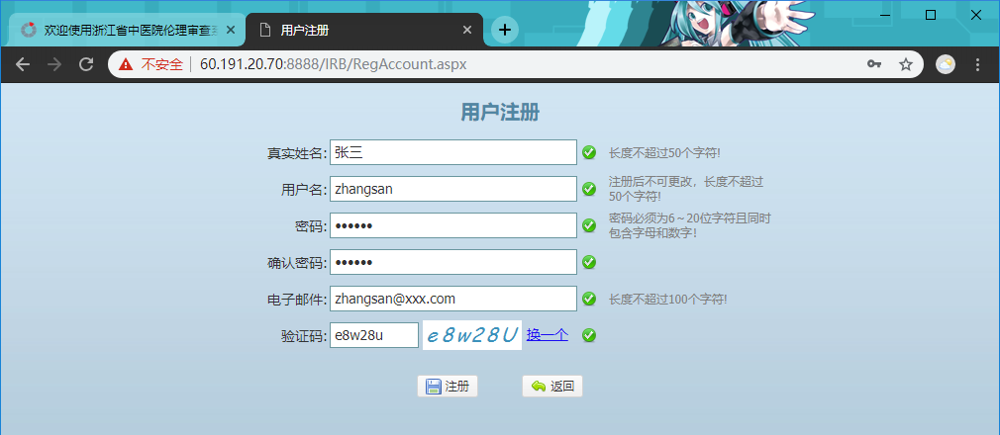 欢迎使用浙江省中医院伦理审查
用户注册
不安全 60.191.20.70:8888/IRB/RegAccount.aspx
用户注册
真实姓名: 张三 长度不超过50个字符!
用户名: zhangsan 注册后不可更改，长度不超过
50个字符!
密码: •••••• 密码必须为6～20位字符且同时
包含字母和数字!
确认密码: ••••••
电子邮件: zhangsan@xxx.com 长度不超过100个字符!
验证码: e8w28u e8w28U 换一个
注册 返回